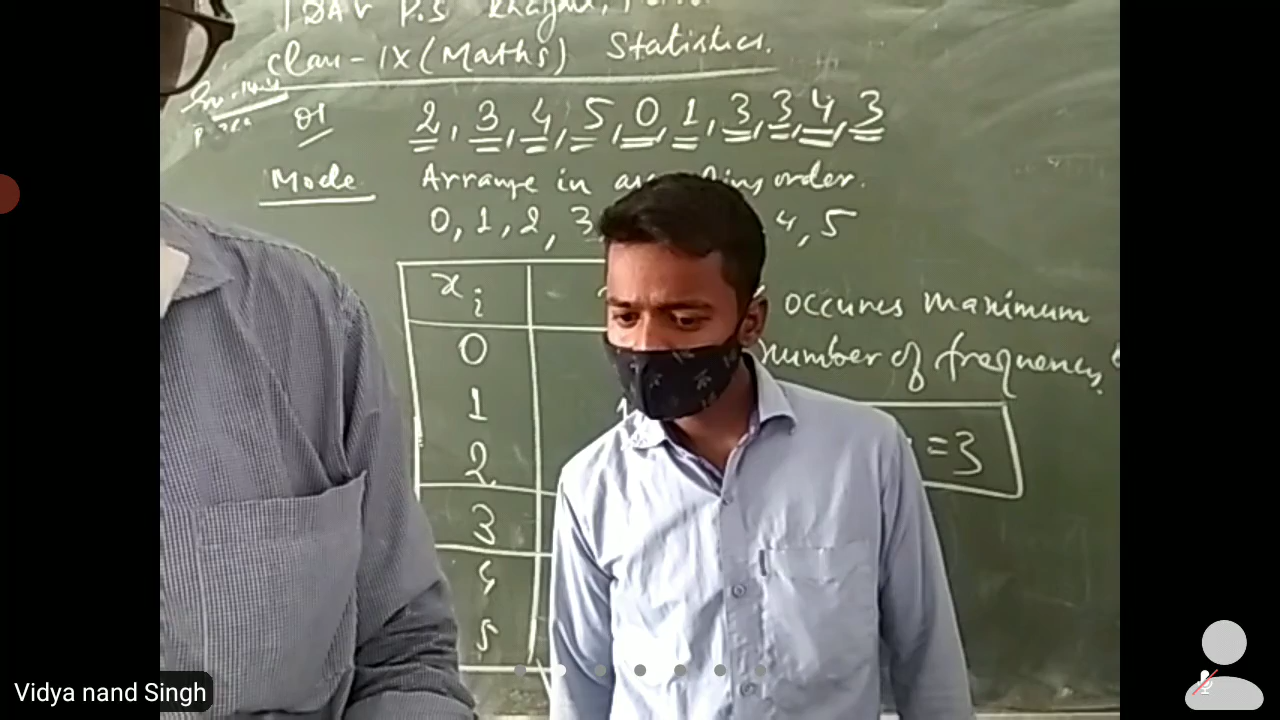 DAV P.S
Class - IX (Maths) Statistics.
01 2, 3, 4, 5, 0, 1, 3, 3, 4, 3
Mode Arrange in order.
0, 1, 2, 3 4, 5
xi
occures maximum
0
number of frequency
1
= 3
2
3
4
5
Vidya nand Singh